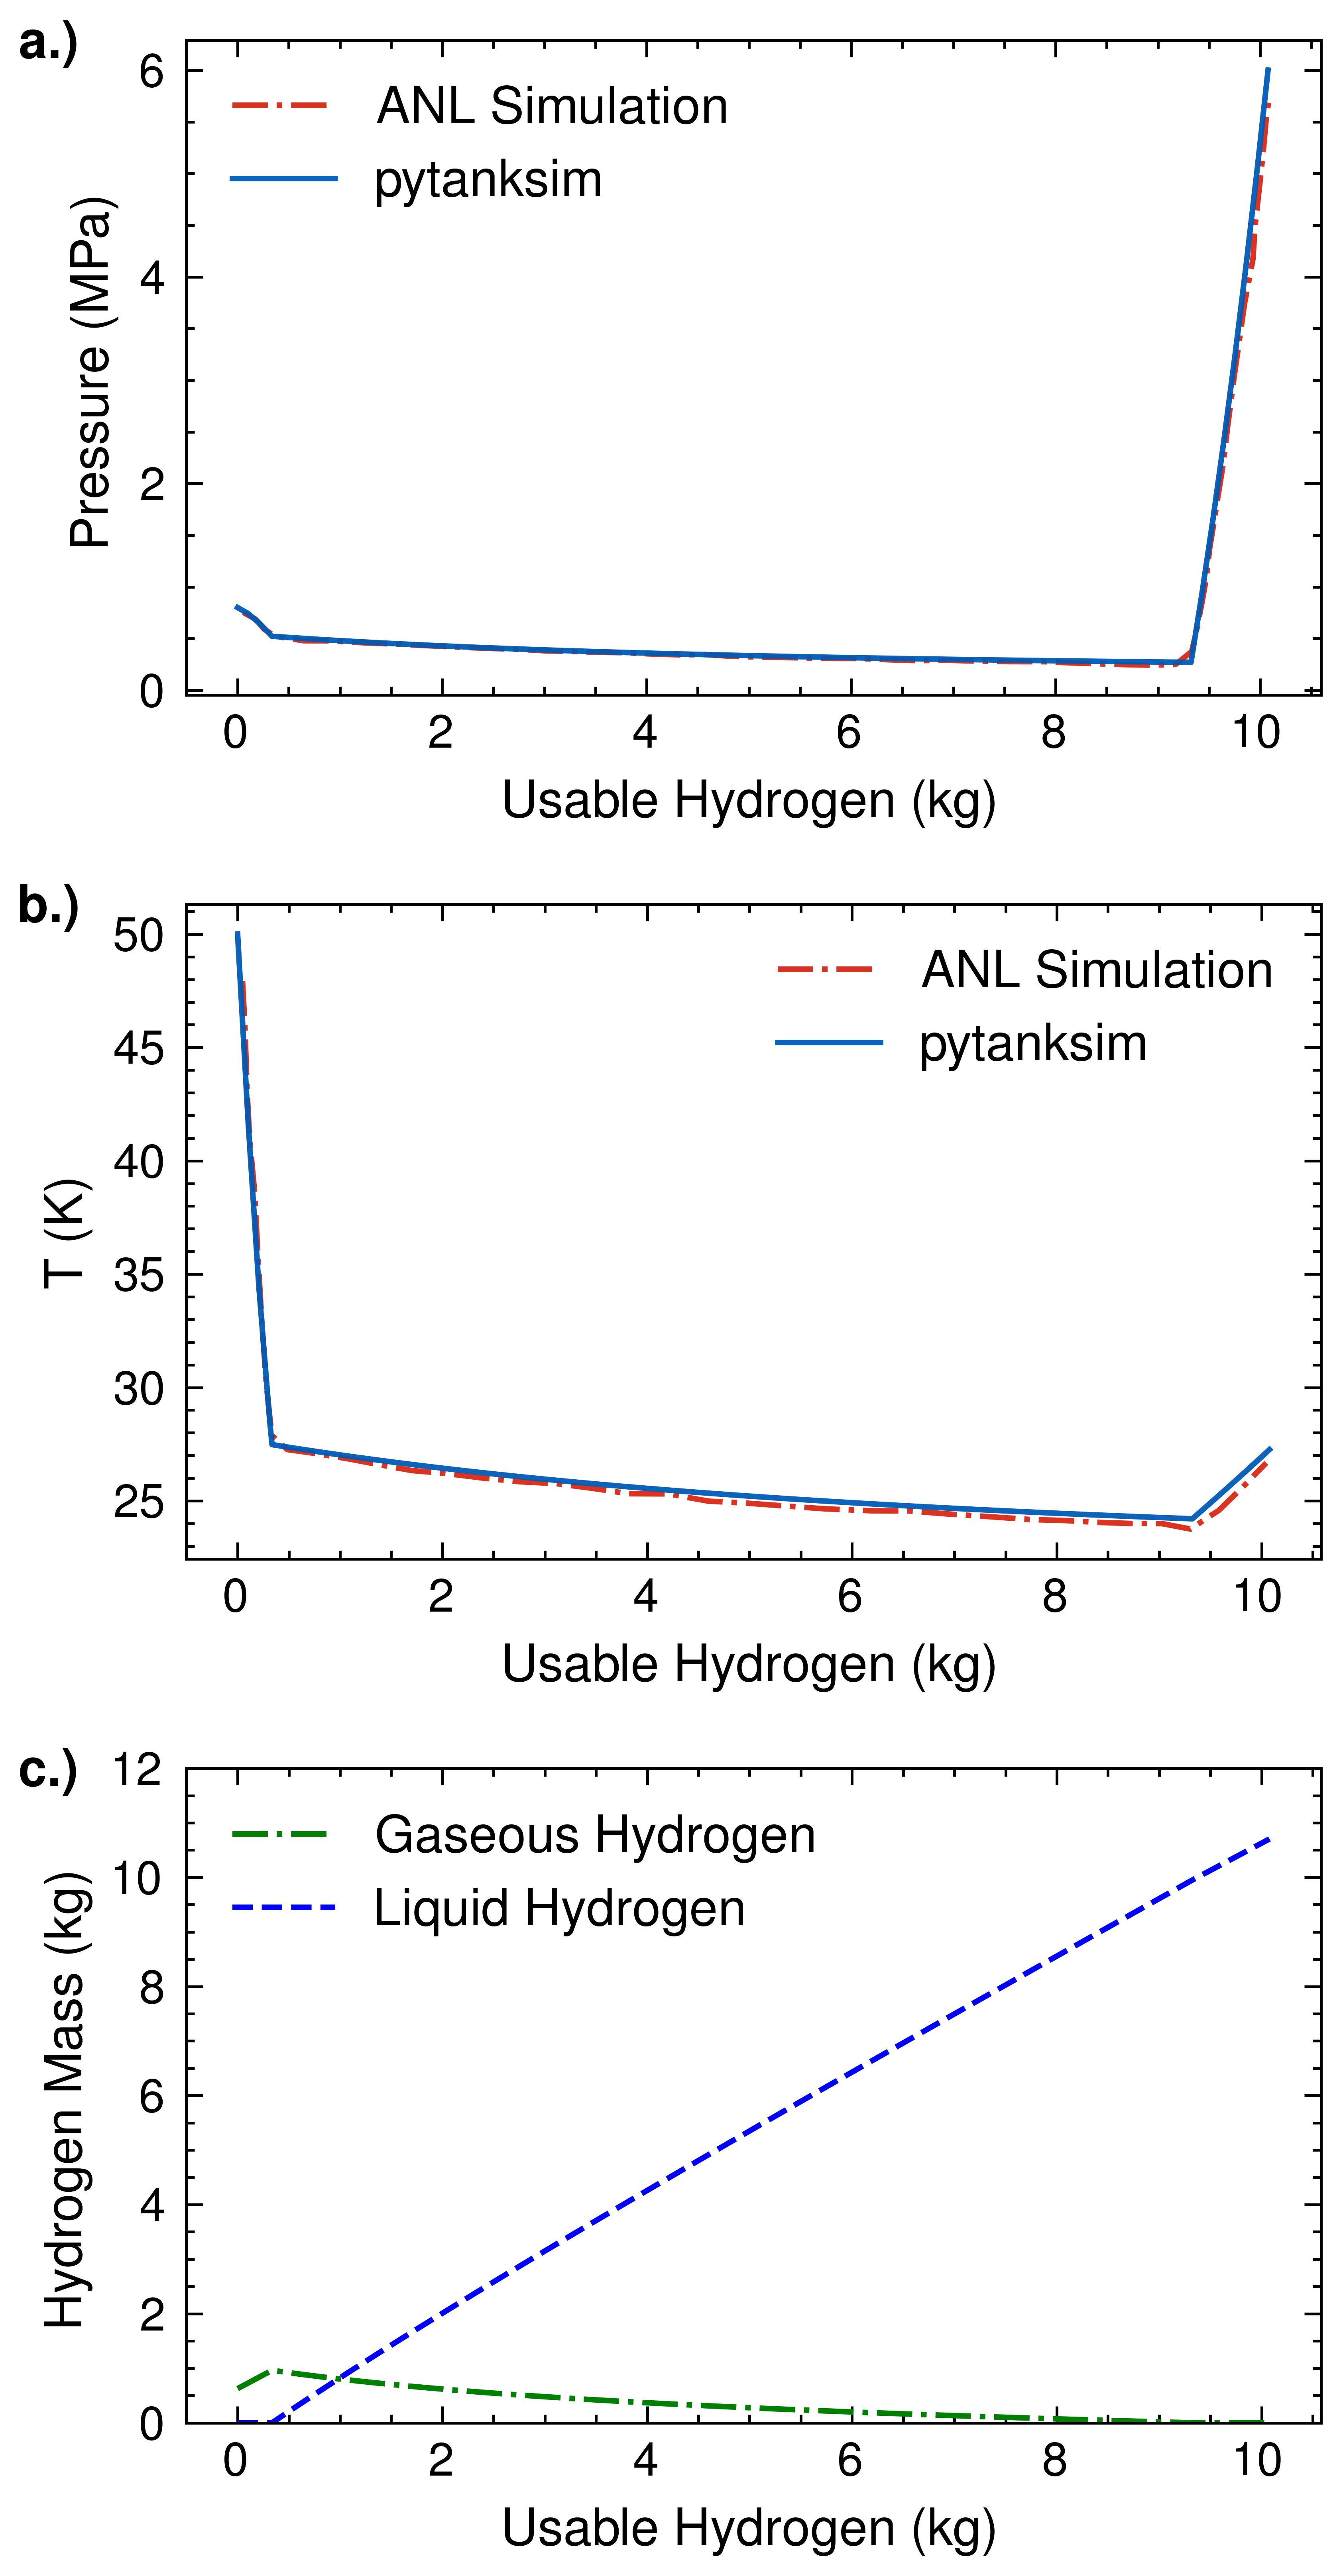 a.)
6
4
2
0
Pressure (MPa)
ANL Simulation
pytanksim
0 2 4 6 8 10
Usable Hydrogen (kg)
b.)
50
45
40
35
30
25
T (K)
ANL Simulation
pytanksim
0 2 4 6 8 10
Usable Hydrogen (kg)
c.)
12
10
8
6
4
2
0
Hydrogen Mass (kg)
Gaseous Hydrogen
Liquid Hydrogen
0 2 4 6 8 10
Usable Hydrogen (kg)